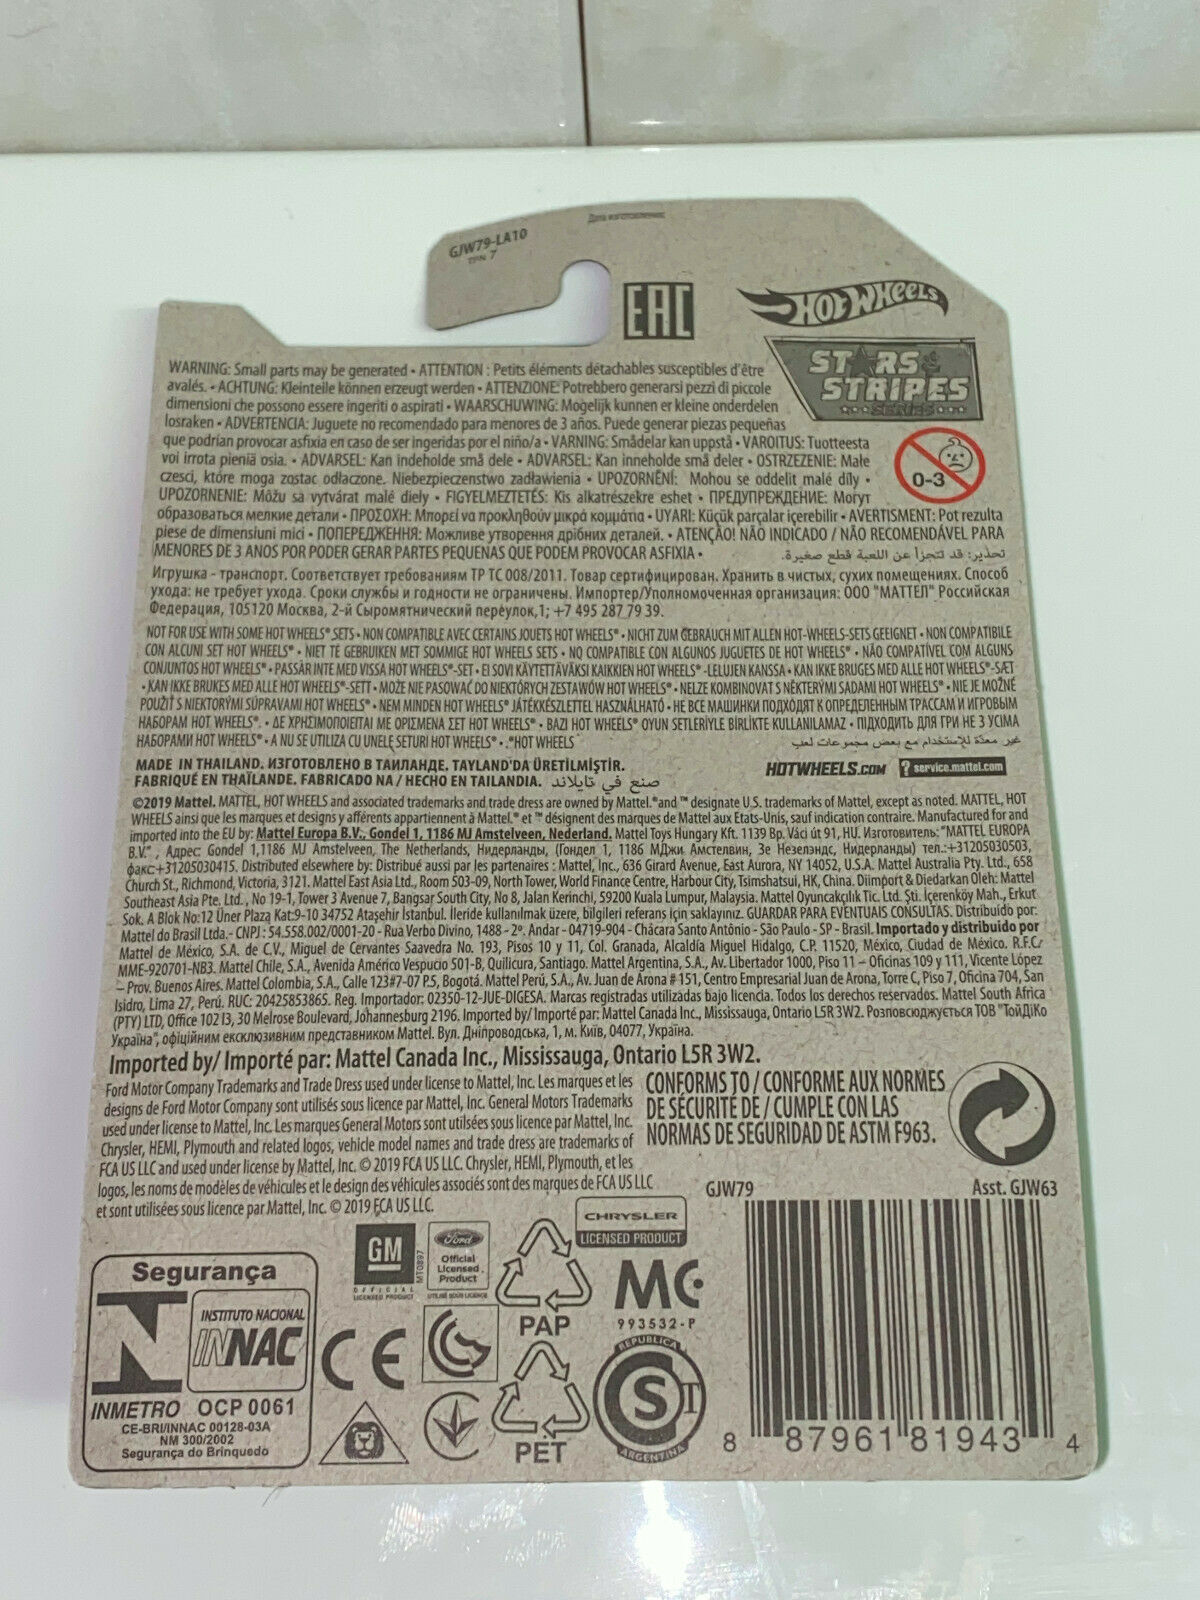 Дата изготовления:
GJW79-LA10
TPN 7
EAC
Hot Wheels
STARS & STRIPES
SERIES
WARNING: Small parts may be generated • ATTENTION : Petits éléments détachables susceptibles d'être
avalés. • ACHTUNG: Kleinteile können erzeugt werden • ATTENZIONE: Potrebbero generarsi pezzi di piccole
dimensioni che possono essere ingeriti o aspirati • WAARSCHUWING: Mogelijk kunnen er kleine onderdelen
losraken • ADVERTENCIA: Juguete no recomendado para menores de 3 años. Puede generar piezas pequeñas
que podrían provocar asfixia en caso de ser ingeridas por el niño/a • VARNING: Smådelar kan uppstå • VAROITUS: Tuotteesta
voi irrota pieniä osia. • ADVARSEL: Kan indeholde små dele • ADVARSEL: Kan inneholde små deler • OSTRZEŻENIE: Małe
części, które mogą zostać odłączone. Niebezpieczeństwo zadławienia • UPOZORNĚNÍ: Mohou se oddělit malé díly •
UPOZORNENIE: Môžu sa vytvárať malé diely • FIGYELMEZTETÉS: Kis alkatrészekre eshet • ПРЕДУПРЕЖДЕНИЕ: Могут
образоваться мелкие детали • ΠΡΟΣΟΧΗ: Μπορεί να προκληθούν μικρά κομμάτια • UYARI: Küçük parçalar içerebilir • AVERTISMENT: Pot rezulta
piese de dimensiuni mici • ПОПЕРЕДЖЕННЯ: Можливе утворення дрібних деталей. • ATENÇÃO! NÃO INDICADO / NÃO RECOMENDÁVEL PARA
MENORES DE 3 ANOS POR PODER GERAR PARTES PEQUENAS QUE PODEM PROVOCAR ASFIXIA • تحذير: قد تتجزأ عن اللعبة قطع صغيرة.
0-3
Игрушка - транспорт. Соответствует требованиям ТР ТС 008/2011. Товар сертифицирован. Хранить в чистых, сухих помещениях. Способ
ухода: не требует ухода. Сроки службы и годности не ограничены. Импортер/Уполномоченная организация: ООО "МАТТЕЛ" Российская
Федерация, 105120 Москва, 2-й Сыромятнический переулок,1; +7 495 287 79 39.
NOT FOR USE WITH SOME HOT WHEELS® SETS • NON COMPATIBLE AVEC CERTAINS JOUETS HOT WHEELS® • NICHT ZUM GEBRAUCH MIT ALLEN HOT-WHEELS-SETS GEEIGNET • NON COMPATIBILE
CON ALCUNI SET HOT WHEELS® • NIET TE GEBRUIKEN MET SOMMIGE HOT WHEELS SETS • NO COMPATIBLE CON ALGUNOS JUGUETES DE HOT WHEELS® • NÃO COMPATÍVEL COM ALGUNS
CONJUNTOS HOT WHEELS® • PASSAR INTE MED VISSA HOT WHEELS®-SET • EI SOVI KÄYTETTÄVÄKSI KAIKKIEN HOT WHEELS® -LELUJEN KANSSA • KAN IKKE BRUGES MED ALLE HOT WHEELS®-SÆT
• KAN IKKE BRUKES MED ALLE HOT WHEELS®-SETT • MOŻE NIE PASOWAĆ DO NIEKTÓRYCH ZESTAWÓW HOT WHEELS® • NELZE KOMBINOVAT S NĚKTERÝMI SADAMI HOT WHEELS® • NIE JE MOŽNÉ
POUŽIŤ S NIEKTORÝMI SÚPRAVAMI HOT WHEELS® • NEM MINDEN HOT WHEELS® JÁTÉKKÉSZLETTEL HASZNÁLHATÓ • НЕ ВСЕ МАШИНКИ ПОДХОДЯТ К ОПРЕДЕЛЕННЫМ ТРАССАМ И ИГРОВЫМ
НАБОРАМ HOT WHEELS®. • ΔΕ ΧΡΗΣΙΜΟΠΟΙΕΙΤΑΙ ΜΕ ΟΡΙΣΜΕΝΑ ΣΕΤ HOT WHEELS® • BAZI HOT WHEELS® OYUN SETLERİYLE BİRLİKTE KULLANILAMAZ • ПІДХОДИТЬ ДЛЯ ГРИ НЕ З УСІМА
НАБОРАМИ HOT WHEELS® • A NU SE UTILIZA CU UNELE SETURI HOT WHEELS® • .®HOT WHEELS غير معدّة للاستخدام مع بعض مجموعات لعب
MADE IN THAILAND. ИЗГОТОВЛЕНО В ТАИЛАНДЕ. TAYLAND'DA ÜRETİLMİŞTİR.
FABRIQUÉ EN THAÏLANDE. FABRICADO NA / HECHO EN TAILANDIA. صنع في تايلاند
HOTWHEELS.COM ? service.mattel.com
©2019 Mattel. MATTEL, HOT WHEELS and associated trademarks and trade dress are owned by Mattel.® and ™ designate U.S. trademarks of Mattel, except as noted. MATTEL, HOT
WHEELS ainsi que les marques et designs y afférents appartiennent à Mattel.® et ™ désignent des marques de Mattel aux Etats-Unis, sauf indication contraire. Manufactured for and
imported into the EU by: Mattel Europa B.V., Gondel 1, 1186 MJ Amstelveen, Nederland. Mattel Toys Hungary Kft. 1139 Bp. Váci út 91, HU. Изготовитель: "MATTEL EUROPA
B.V." , Адрес: Gondel 1,1186 MJ Amstelveen, The Netherlands, Нидерланды, (Гондел 1, 1186 МДжи Амстелвин, Зе Незелэндс, Нидерланды) тел.:+31205030503,
факс:+31205030415. Distributed elsewhere by: Distribué aussi par les partenaires : Mattel, Inc., 636 Girard Avenue, East Aurora, NY 14052, U.S.A. Mattel Australia Pty. Ltd., 658
Church St., Richmond, Victoria, 3121. Mattel East Asia Ltd., Room 503-09, North Tower, World Finance Centre, Harbour City, Tsimshatsui, HK, China. Diimport & Diedarkan Oleh: Mattel
Southeast Asia Pte. Ltd. , No 19-1, Tower 3 Avenue 7, Bangsar South City, No 8, Jalan Kerinchi, 59200 Kuala Lumpur, Malaysia. Mattel Oyuncakçılık Tic. Ltd. Şti. İçerenköy Mah., Erkut
Sok. A Blok No:12 Üner Plaza Kat:9-10 34752 Ataşehir İstanbul. İleride kullanılmak üzere, bilgileri referans için saklayınız. GUARDAR PARA EVENTUAIS CONSULTAS. Distribuído por:
Mattel do Brasil Ltda.- CNPJ : 54.558.002/0001-20 - Rua Verbo Divino, 1488 - 2º. Andar - 04719-904 - Chácara Santo Antônio - São Paulo - SP - Brasil. Importado y distribuido por
Mattel de México, S.A. de C.V., Miguel de Cervantes Saavedra No. 193, Pisos 10 y 11, Col. Granada, Alcaldía Miguel Hidalgo, C.P. 11520, México, Ciudad de México. R.F.C.
MME-920701-NB3. Mattel Chile, S.A., Avenida Américo Vespucio 501-B, Quilicura, Santiago. Mattel Argentina, S.A., Av. Libertador 1000, Piso 11 – Oficinas 109 y 111, Vicente López
– Prov. Buenos Aires. Mattel Colombia, S.A., Calle 123#7-07 P.5, Bogotá. Mattel Perú, S.A., Av. Juan de Arona # 151, Centro Empresarial Juan de Arona, Torre C, Piso 7, Oficina 704, San
Isidro, Lima 27, Perú. RUC: 20425853865. Reg. Importador: 02350-12-JUE-DIGESA. Marcas registradas utilizadas bajo licencia. Todos los derechos reservados. Mattel South Africa
(PTY) LTD, Office 102 I3, 30 Melrose Boulevard, Johannesburg 2196. Imported by/ Importé par: Mattel Canada Inc., Mississauga, Ontario L5R 3W2. Розповсюджується ТОВ "ТойДіКо
Україна", офіційним ексклюзивним представником Mattel. Вул. Дніпроводська, 1, м. Київ, 04077, Україна.
Imported by/ Importé par: Mattel Canada Inc., Mississauga, Ontario L5R 3W2.
Ford Motor Company Trademarks and Trade Dress used under license to Mattel, Inc. Les marques et les
designs de Ford Motor Company sont utilisés sous licence par Mattel, Inc. General Motors Trademarks
used under license to Mattel, Inc. Les marques General Motors sont utilsées sous licence par Mattel, Inc.
Chrysler, HEMI, Plymouth and related logos, vehicle model names and trade dress are trademarks of
FCA US LLC and used under license by Mattel, Inc. © 2019 FCA US LLC. Chrysler, HEMI, Plymouth, et les
logos, les noms de modèles de véhicules et le design des véhicules associés sont des marques de FCA US LLC
et sont utilisées sous licence par Mattel, Inc. © 2019 FCA US LLC.
CONFORMS TO / CONFORME AUX NORMES
DE SÉCURITÉ DE / CUMPLE CON LAS
NORMAS DE SEGURIDAD DE ASTM F963.
GJW79 Asst. GJW63
Segurança
INSTITUTO NACIONAL
INNAC
INMETRO OCP 0061
CE-BRI/INNAC 00128-03A
NM 300/2002
Segurança do Brinquedo
GM
OFFICIAL
LICENSED PRODUCT
MT0897
Ford
Official
Licensed
Product
UTILISÉ SOUS LICENCE
CE
PAP
PET
CHRYSLER
LICENSED PRODUCT
MC
993532-P
REPUBLICA
S T
ARGENTINA
8 87961 81943 4